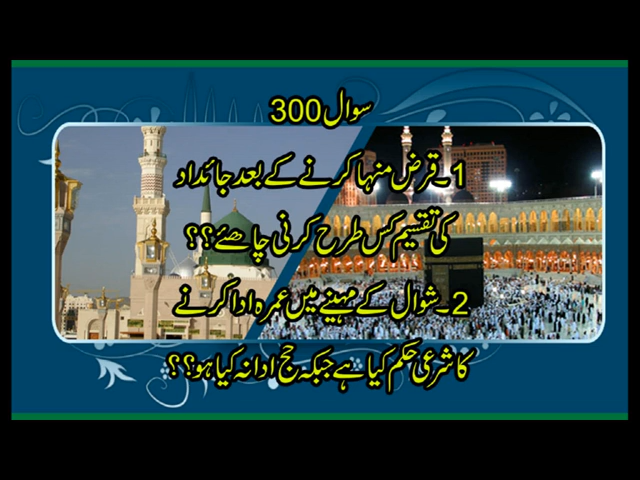 سوال 300
1۔قرض منہا کرنے کے بعد جائداد
کی تقسیم کس طرح کرنی چاھئے؟؟
2۔شوال کے مہینے میں عمرہ ادا کرنے
کا شرعی حکم کیا ہے جبکہ حج ادا نہ کیا ہو؟؟